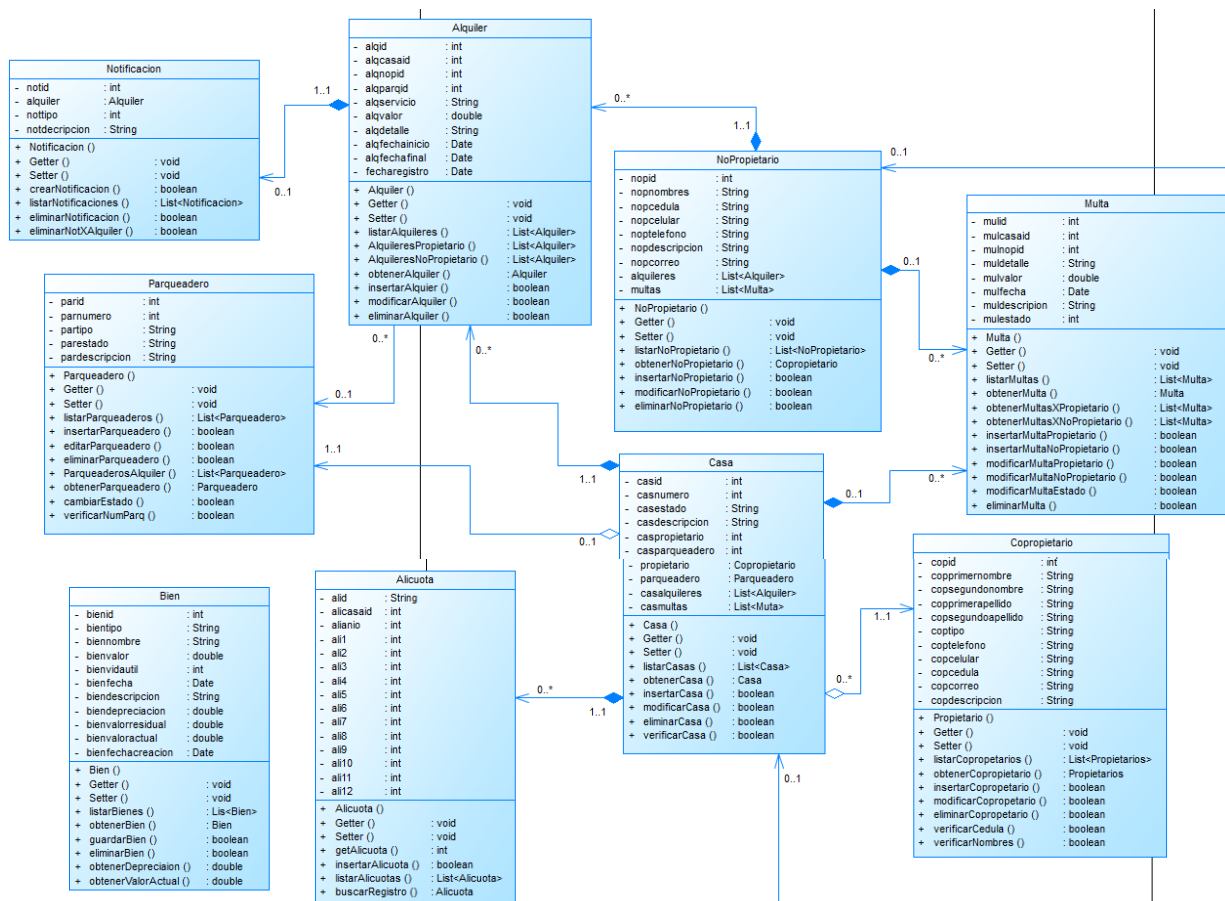 Alquiler
- alqid : int
- alqcasaid : int
- alqnopid : int
- alqparqid : int
- alqservicio : String
- alqvalor : double
- alqdetalle : String
- alqfechainicio : Date
- alqfechafinal : Date
- fecharegistro : Date
+ Alquiler ()
+ Getter () : void
+ Setter () : void
+ listarAlquileres () : List<Alquiler>
+ AlquileresPropietario () : List<Alquiler>
+ AlquileresNoPropietario () : List<Alquiler>
+ obtenerAlquiler () : Alquiler
+ insertarAlquier () : boolean
+ modificarAlquiler () : boolean
+ eliminarAlquiler () : boolean
Notificacion
- notid : int
- alquiler : Alquiler
- nottipo : int
- notdecripcion : String
+ Notificacion ()
+ Getter () : void
+ Setter () : void
+ crearNotificacion () : boolean
+ listarNotificaciones () : List<Notificacion>
+ eliminarNotificacion () : boolean
+ eliminarNotXAlquiler () : boolean
1..1
0..1
0..*
1..1
0..1
NoPropietario
- nopid : int
- nopnombres : String
- nopcedula : String
- nopcelular : String
- noptelefono : String
- nopdescripcion : String
- nopcorreo : String
- alquileres : List<Alquiler>
- multas : List<Multa>
+ NoPropietario ()
+ Getter () : void
+ Setter () : void
+ listarNoPropietario () : List<NoPropietario>
+ obtenerNoPropietario () : Copropietario
+ insertarNoPropietario () : boolean
+ modificarNoPropietario () : boolean
+ eliminarNoPropietario () : boolean
0..1
0..*
Multa
- mulid : int
- mulcasaid : int
- mulnopid : int
- muldetalle : String
- mulvalor : double
- mulfecha : Date
- muldescripion : String
- mulestado : int
+ Multa ()
+ Getter () : void
+ Setter () : void
+ listarMultas () : List<Multa>
+ obtenerMulta () : Multa
+ obtenerMultasXPropietario () : List<Multa>
+ obtenerMultasXNoPropietario () : List<Multa>
+ insertarMultaPropietario () : boolean
+ insertarMultaNoPropietario () : boolean
+ modificarMultaPropietario () : boolean
+ modificarMultaNoPropietario () : boolean
+ modificarMultaEstado () : boolean
+ eliminarMulta () : boolean
Parqueadero
- parid : int
- parnumero : int
- partipo : String
- parestado : String
- pardescripcion : String
+ Parqueadero ()
+ Getter () : void
+ Setter () : void
+ listarParqueaderos () : List<Parqueadero>
+ insertarParqueadero () : boolean
+ editarParqueadero () : boolean
+ eliminarParqueadero () : boolean
+ ParqueaderosAlquiler () : List<Parqueadero>
+ obtenerParqueadero () : Parqueadero
+ cambiarEstado () : boolean
+ verificarNumParq () : boolean
0..*
0..1
0..*
1..1
1..1
0..1
Casa
- casid : int
- casnumero : int
- casestado : String
- casdescripcion : String
- caspropietario : int
- casparqueadero : int
- propietario : Copropietario
- parqueadero : Parqueadero
- casalquileres : List<Alquiler>
- casmultas : List<Muta>
+ Casa ()
+ Getter () : void
+ Setter () : void
+ listarCasas () : List<Casa>
+ obtenerCasa () : Casa
+ insertarCasa () : boolean
+ modificarCasa () : boolean
+ eliminarCasa () : boolean
+ verificarCasa () : boolean
0..1
0..*
0..*
1..1
0..*
1..1
0..1
Copropietario
- copid : int
- copprimernombre : String
- copsegundonombre : String
- copprimerapellido : String
- copsegundoapellido : String
- coptipo : String
- coptelefono : String
- copcelular : String
- copcedula : String
- copcorreo : String
- copdescripcion : String
+ Propietario ()
+ Getter () : void
+ Setter () : void
+ listarCopropetarios () : List<Propietarios>
+ obtenerCopropietario () : Propietarios
+ insertarCopropetario () : boolean
+ modificarCopropetario () : boolean
+ eliminarCopropetario () : boolean
+ verificarCedula () : boolean
+ verificarNombres () : boolean
Bien
- bienid : int
- bientipo : String
- biennombre : String
- bienvalor : double
- bienvidautil : int
- bienfecha : Date
- biendescripcion : String
- biendepreciacion : double
- bienvalorresidual : double
- bienvaloractual : double
- bienfechacreacion : Date
+ Bien ()
+ Getter () : void
+ Setter () : void
+ listarBienes () : Lis<Bien>
+ obtenerBien () : Bien
+ guardarBien () : boolean
+ eliminarBien () : boolean
+ obtenerDepreciaion () : double
+ obtenerValorActual () : double
Alicuota
- alid : String
- alicasaid : int
- alianio : int
- ali1 : int
- ali2 : int
- ali3 : int
- ali4 : int
- ali5 : int
- ali6 : int
- ali7 : int
- ali8 : int
- ali9 : int
- ali10 : int
- ali11 : int
- ali12 : int
+ Alicuota ()
+ Getter () : void
+ Setter () : void
+ getAlicuota () : int
+ insertarAlicuota () : boolean
+ listarAlicuotas () : List<Alicuota>
+ buscarRegistro () : Alicuota